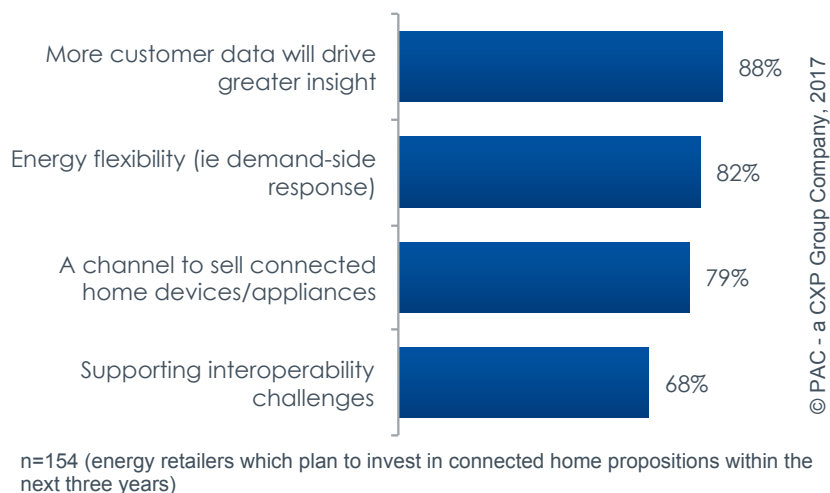 More customer data will drive
greater insight
88%
Energy flexibility (ie demand-side
response)
82%
A channel to sell connected
home devices/appliances
79%
Supporting interoperability
challenges
68%
© PAC - a CXP Group Company, 2017
n=154 (energy retailers which plan to invest in connected home propositions within the
next three years)